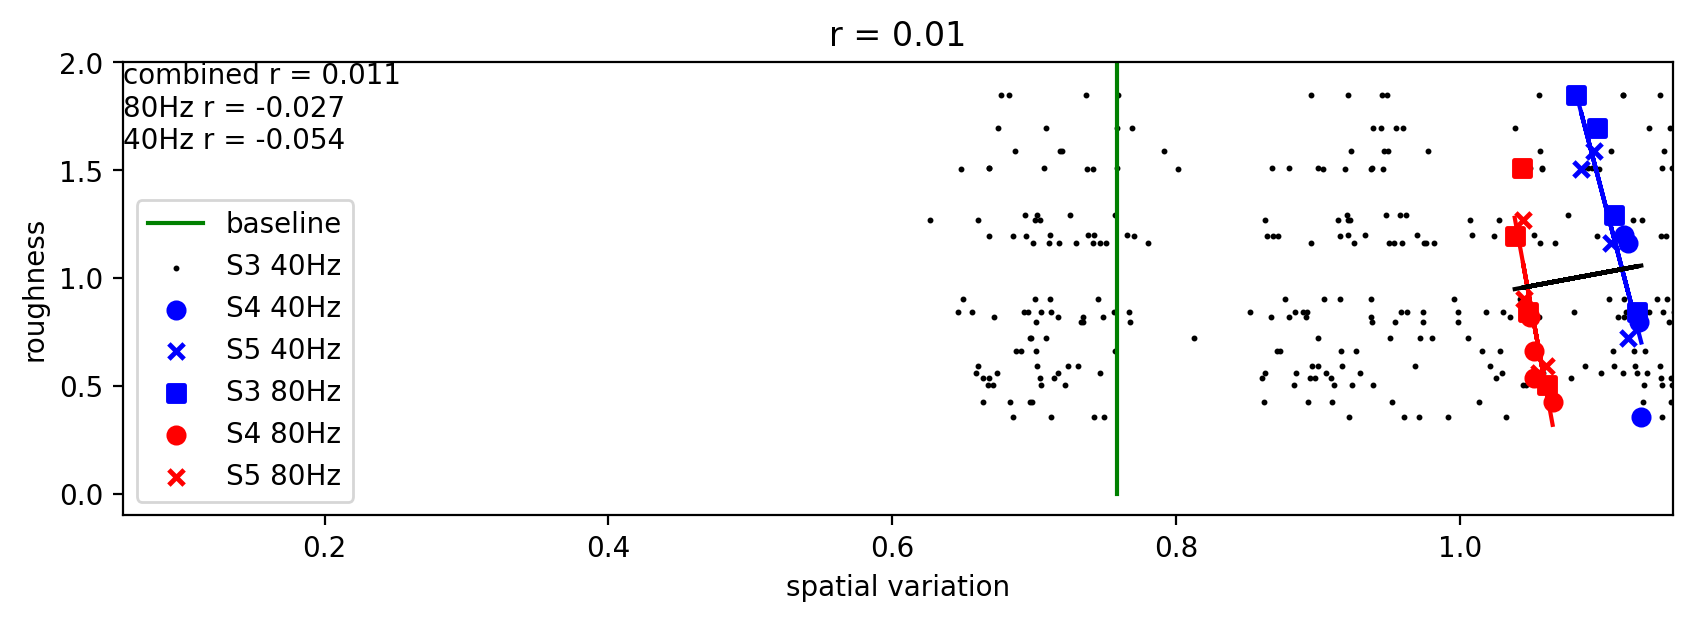 r = 0.01
combined r = 0.011
80Hz r = -0.027
40Hz r = -0.054
baseline
S3 40Hz
S4 40Hz
S5 40Hz
S3 80Hz
S4 80Hz
S5 80Hz
2.0
1.5
1.0
0.5
0.0
roughness
0.2 0.4 0.6 0.8 1.0
spatial variation